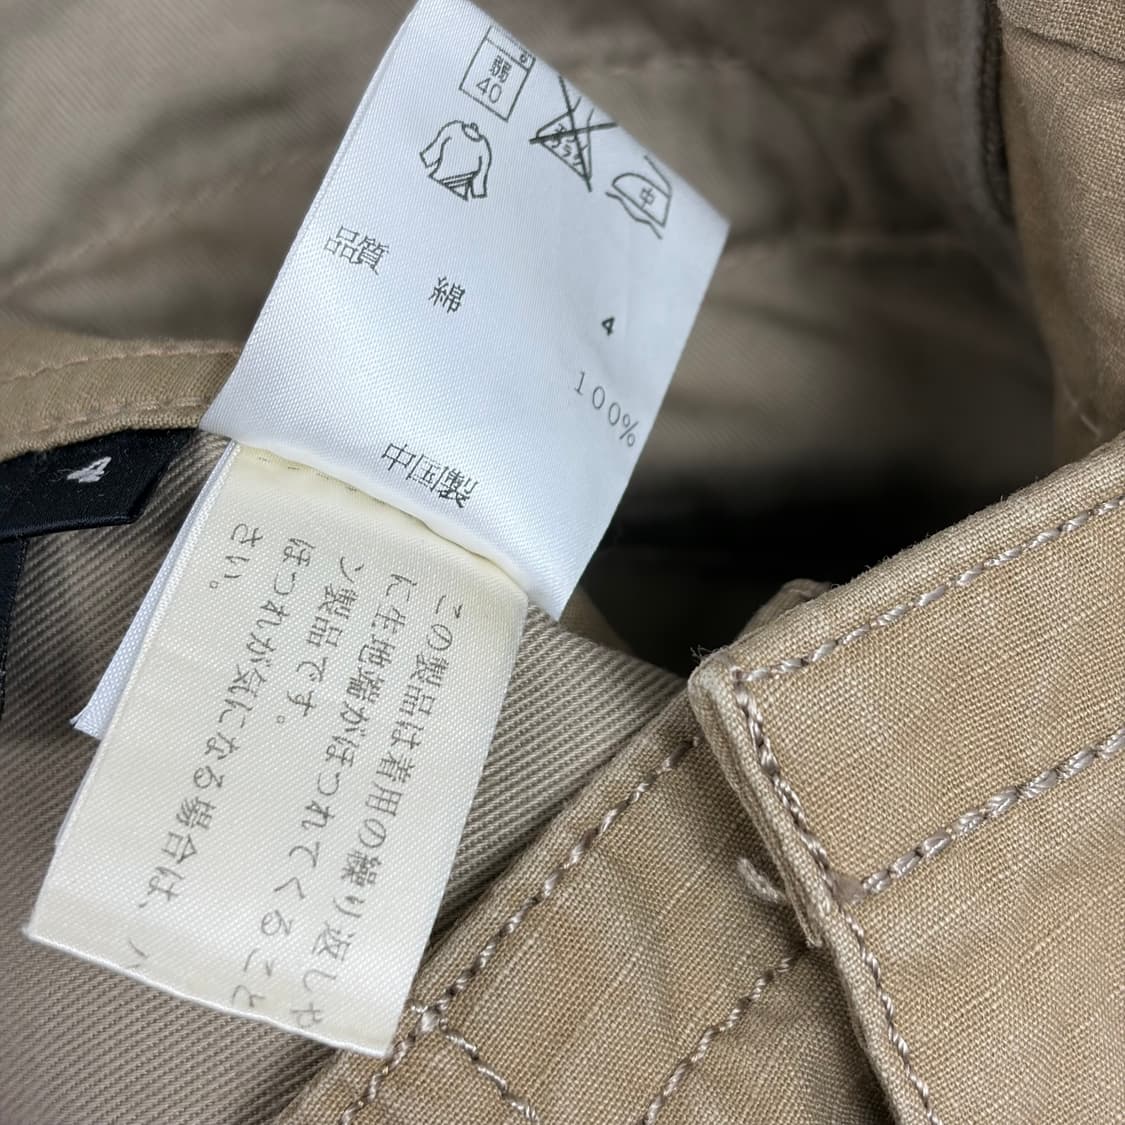 弱
40
中
品質
4
綿
100%
中国製
この製品は着用の繰り返しや
に生地端がほつれてくること
ン製品です。
ほつれが気になる場合は、ハ
さい。
4